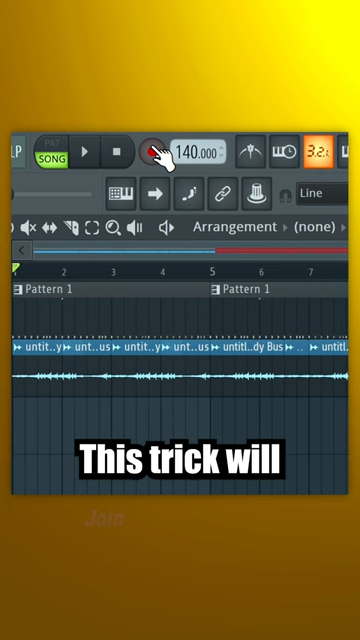 LP
PAT
SONG
140.000
3.2.
Line
Arrangement (none)
2 3 4 5 6 7
Pattern 1
Pattern 1
untit..y
unt..us
untit..y
unt..us
untitl..dy Bus
..
untitl..
This trick will
Join